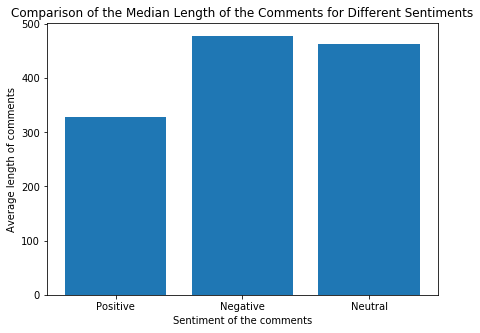 Comparison of the Median Length of the Comments for Different Sentiments
Average length of comments
500
400
300
200
100
0
Positive Negative Neutral
Sentiment of the comments